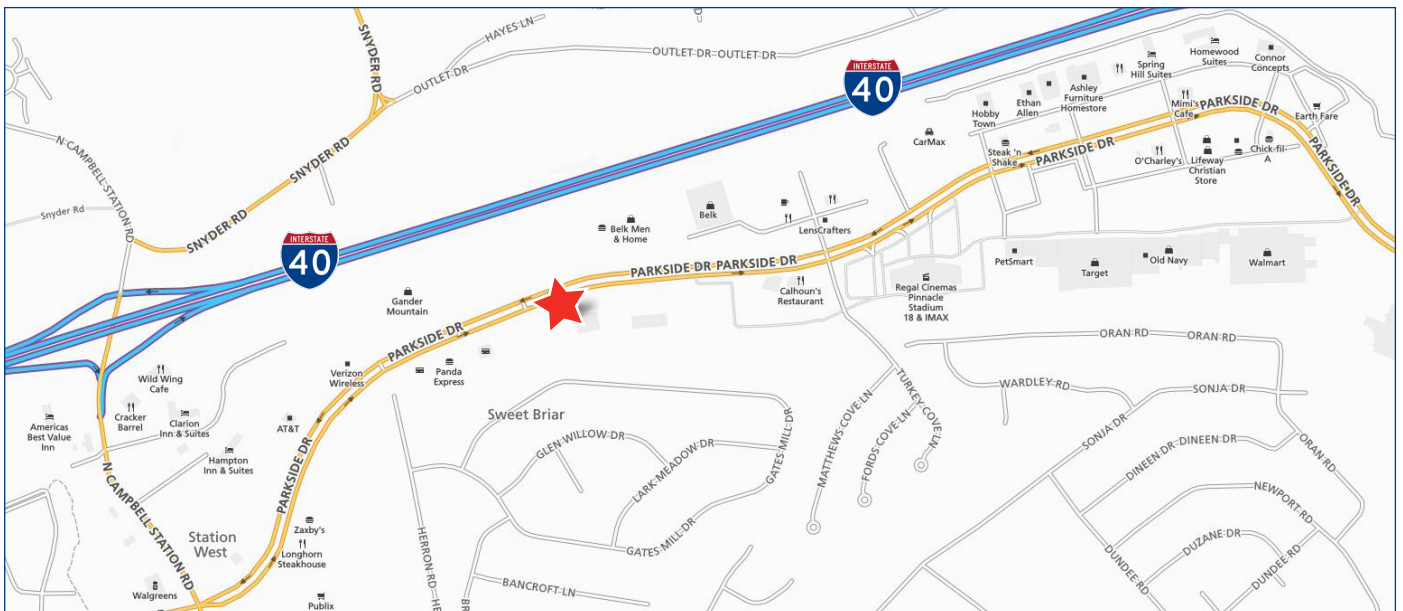 SNYDER RD
HAYES LN
OUTLET DR
OUTLET DR OUTLET DR
INTERSTATE
40
Spring
Hill Suites
Homewood
Suites
Connor
Concepts
Hobby
Town
Ethan
Allen
Ashley
Furniture
Homestore
Mimi's
Cafe
PARKSIDE DR
Earth Fare
CarMax
Steak 'n
Shake
PARKSIDE DR
O'Charley's
Lifeway
Christian
Store
Chick-fil-
A
PARKSIDE DR
N CAMPBELL STATION RD
SNYDER RD
Snyder Rd
SNYDER RD
INTERSTATE
40
Belk
Belk Men
& Home
LensCrafters
PARKSIDE DR PARKSIDE DR
PetSmart
Target
Old Navy
Walmart
Calhoun's
Restaurant
Regal Cinemas
Pinnacle
Stadium
18 & IMAX
Gander
Mountain
PARKSIDE DR
Verizon
Wireless
Panda
Express
Wild Wing
Cafe
Cracker
Barrel
Clarion
Inn & Suites
Americas
Best Value
Inn
Hampton
Inn & Suites
AT&T
PARKSIDE DR
Sweet Briar
GLEN WILLOW DR
LARK MEADOW DR
GATES MILL DR
GATES MILL DR
MATTHEWS COVE LN
FORDS COVE LN
TURKEY COVE LN
ORAN RD
ORAN RD
WARDLEY RD
SONJA DR
SONJA DR
DINEEN DR DINEEN DR
ORAN RD
NEWPORT RD
DUZANE DR
DUNDEE RD
DUNDEE RD
N CAMPBELL STATION RD
Station
West
Zaxby's
Longhorn
Steakhouse
Walgreens
Publix
HERRON RD
HE
BR
BANCROFT LN